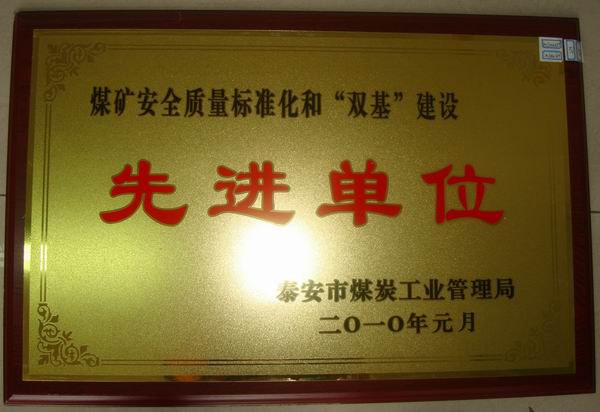 煤矿安全质量标准化和“双基”建设
先进单位
泰安市煤炭工业管理局
二〇一〇年元月